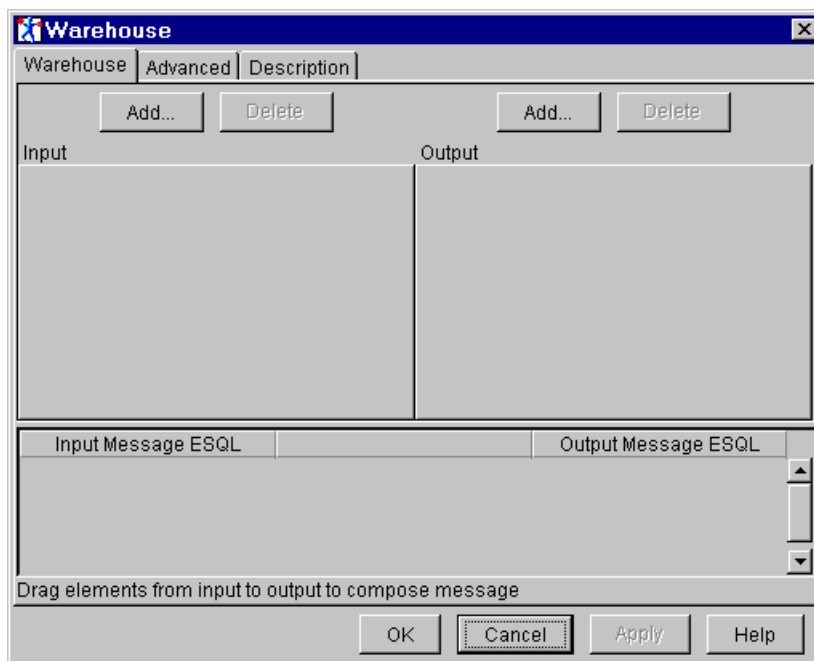 Warehouse
Warehouse Advanced Description
Add... Delete Add... Delete
Input Output
Input Message ESQL Output Message ESQL
Drag elements from input to output to compose message
OK Cancel Apply Help